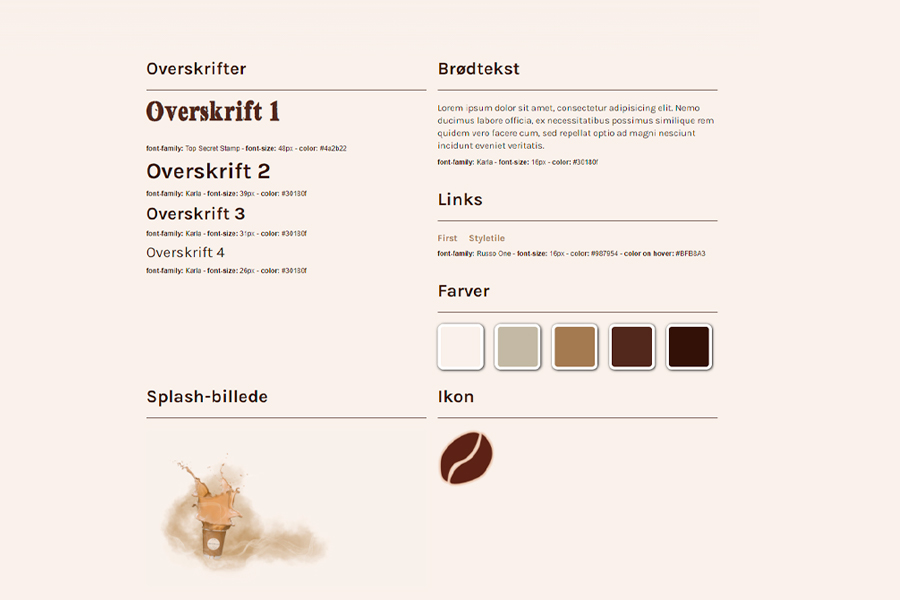 Overskrifter
Overskrift 1
font-family: Top Secret Stamp - font-size: 48px - color: #4a2b22
Overskrift 2
font-family: Karla - font-size: 39px - color: #30180f
Overskrift 3
font-family: Karla - font-size: 31px - color: #30180f
Overskrift 4
font-family: Karla - font-size: 26px - color: #30180f
Brødtekst
Lorem ipsum dolor sit amet, consectetur adipisicing elit. Nemo
ducimus labore officia, ex necessitatibus possimus similique rem
quidem vero facere cum, sed repellat optio ad magni nesciunt
incidunt eveniet veritatis.
font-family: Karla - font-size: 16px - color: #30180f
Links
First Styletile
font-family: Russo One - font-size: 16px - color: #987954 - color on hover: #BFB8A3
Farver
Splash-billede
Ikon